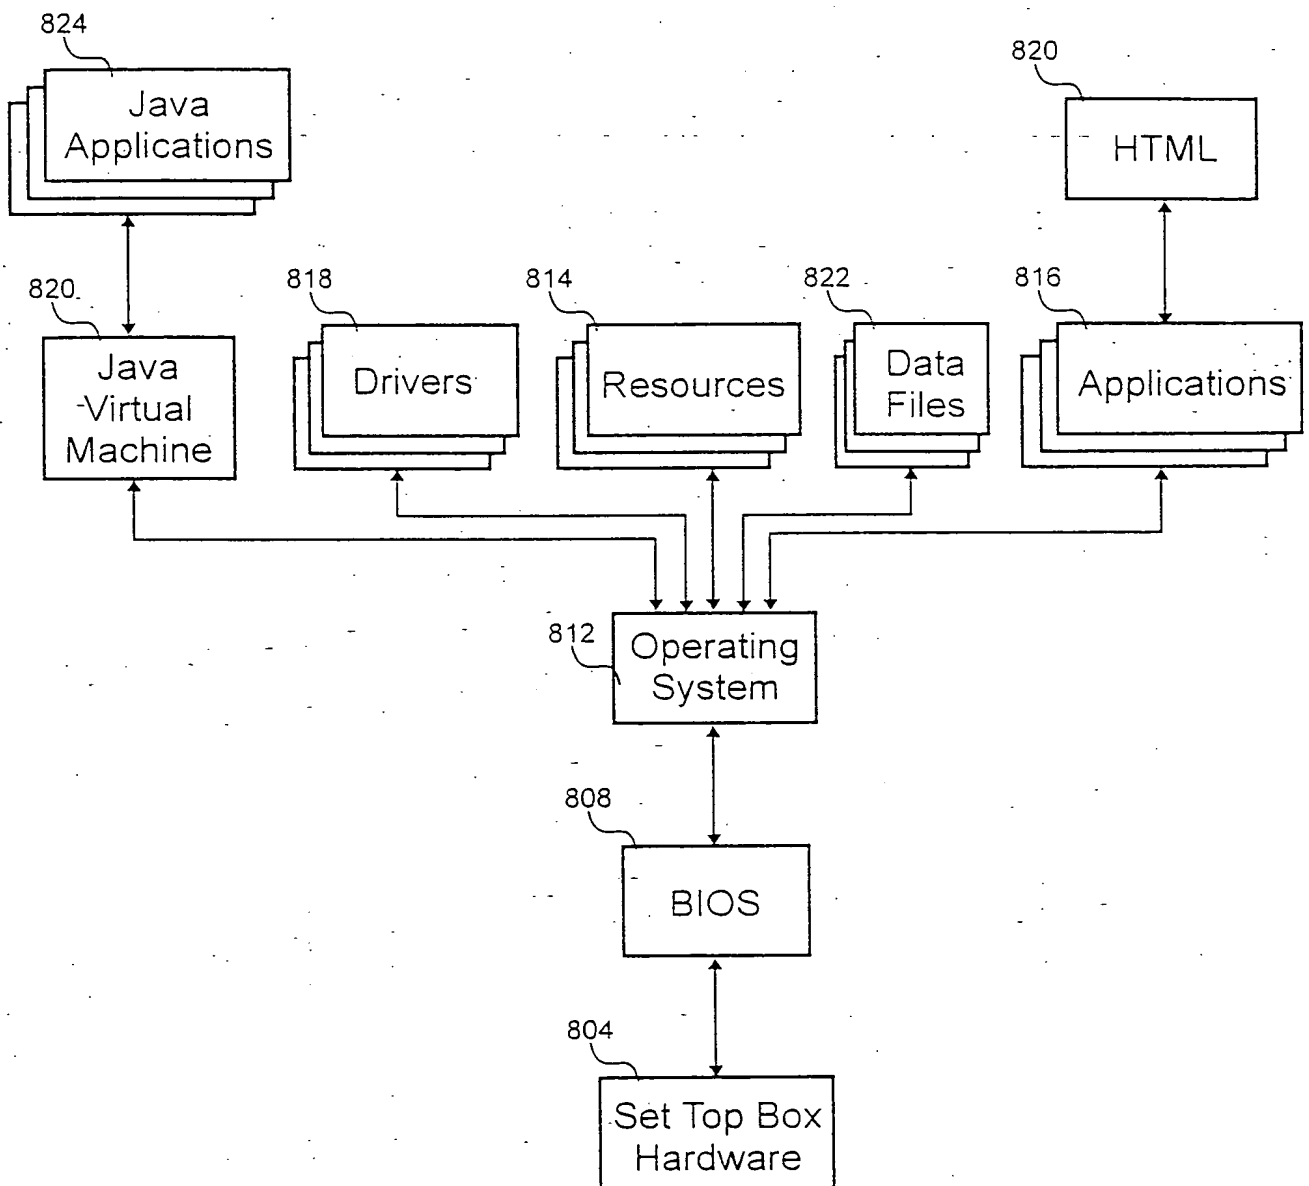 824
Java
Applications
820
HTML
820
Java
Virtual
Machine
818
Drivers
814
Resources
822
Data
Files
816
Applications
812
Operating
System
808
BIOS
804
Set Top Box
Hardware